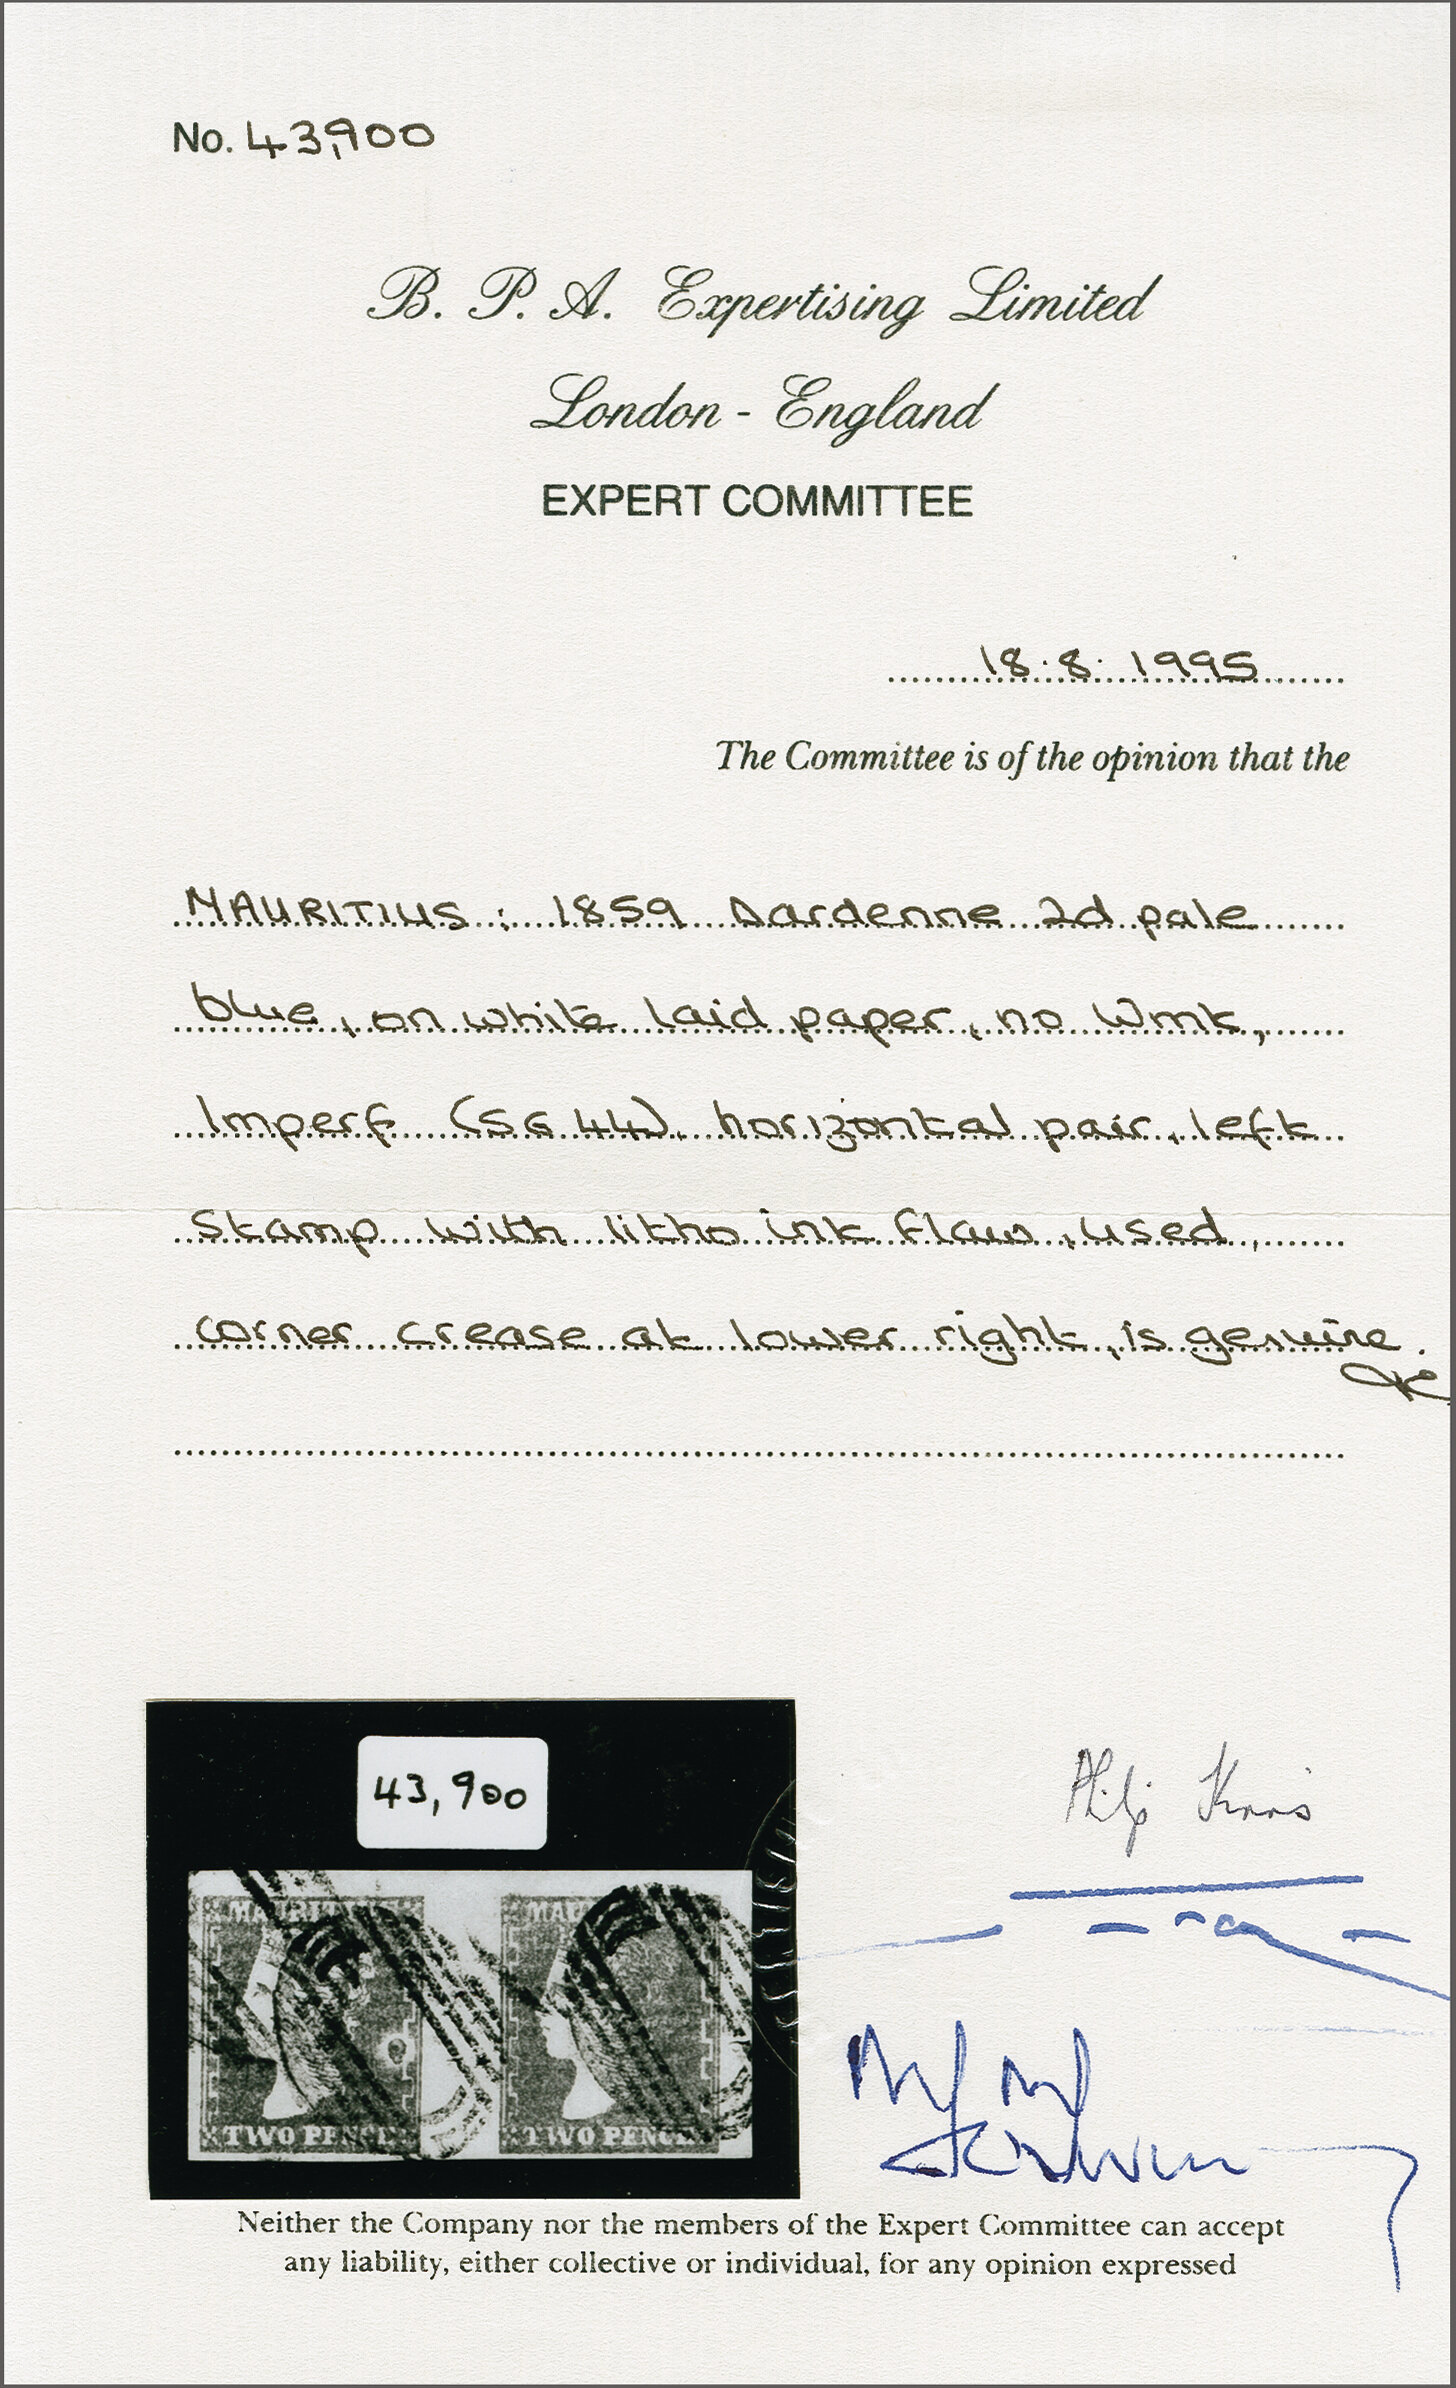 No. 43,900
B. P. A. Expertising Limited
London - England
EXPERT COMMITTEE
18.8.1995
The Committee is of the opinion that the
MAURITIUS: 1859 Dardenne 2d pale
blue, on white laid paper, no Wmk,
Imperf (SG 44), horizontal pair, left
stamp with litho ink flaw, used,
corner crease at lower right, is genuine.
43,900
MAURIT
MAU
TWO PENCE
TWO PENCE
Neither the Company nor the members of the Expert Committee can accept
any liability, either collective or individual, for any opinion expressed